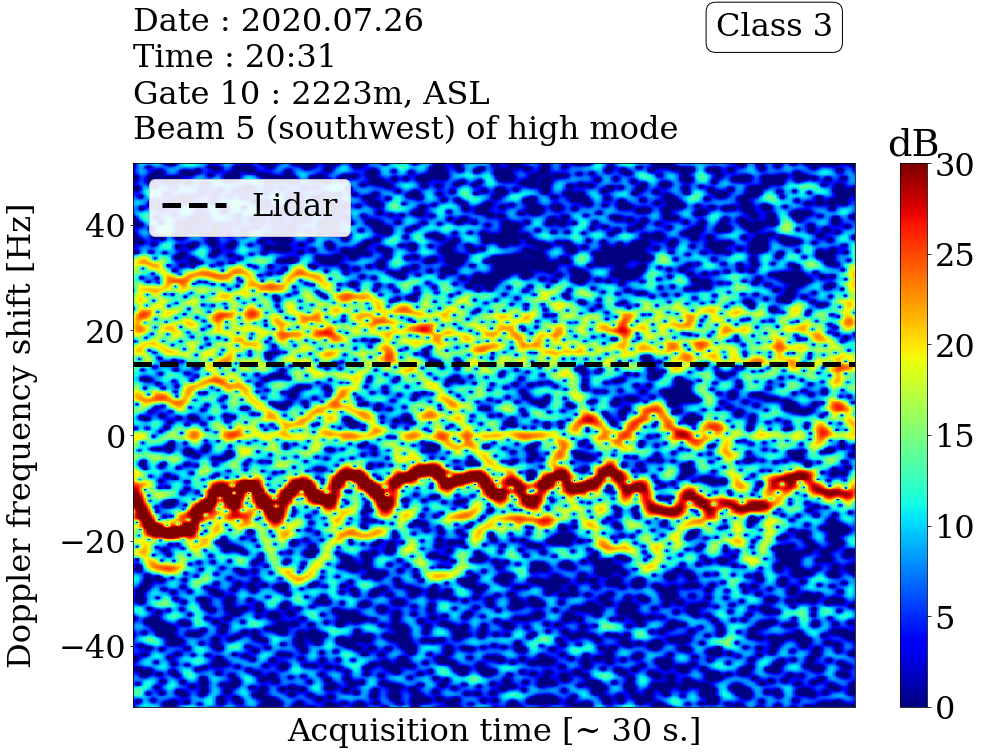 Date : 2020.07.26
Time : 20:31
Gate 10 : 2223m, ASL
Beam 5 (southwest) of high mode
Class 3
dB
Lidar
Doppler frequency shift [Hz]
40
20
0
−20
−40
30
25
20
15
10
5
0
Acquisition time [~ 30 s.]